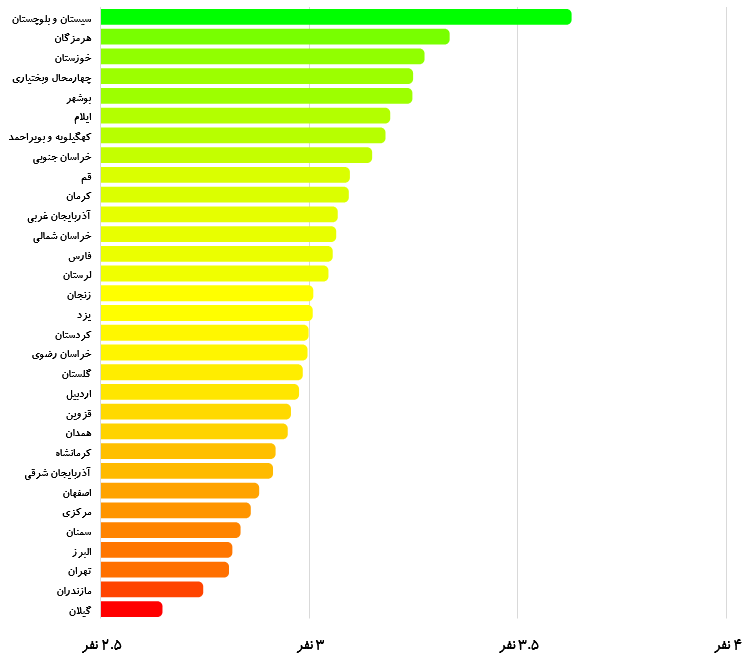 سیستان و بلوچستان
هرمزگان
خوزستان
چهارمحال وبختیاری
بوشهر
ایلام
کهگیلویه و بویراحمد
خراسان جنوبی
قم
کرمان
آذربایجان غربی
خراسان شمالی
فارس
لرستان
زنجان
یزد
کردستان
خراسان رضوی
گلستان
اردبیل
قزوین
همدان
کرمانشاه
آذربایجان شرقی
اصفهان
مرکزی
سمنان
البرز
تهران
مازندران
گیلان
۲.۵ نفر
۳ نفر
۳.۵ نفر
۴ نفر